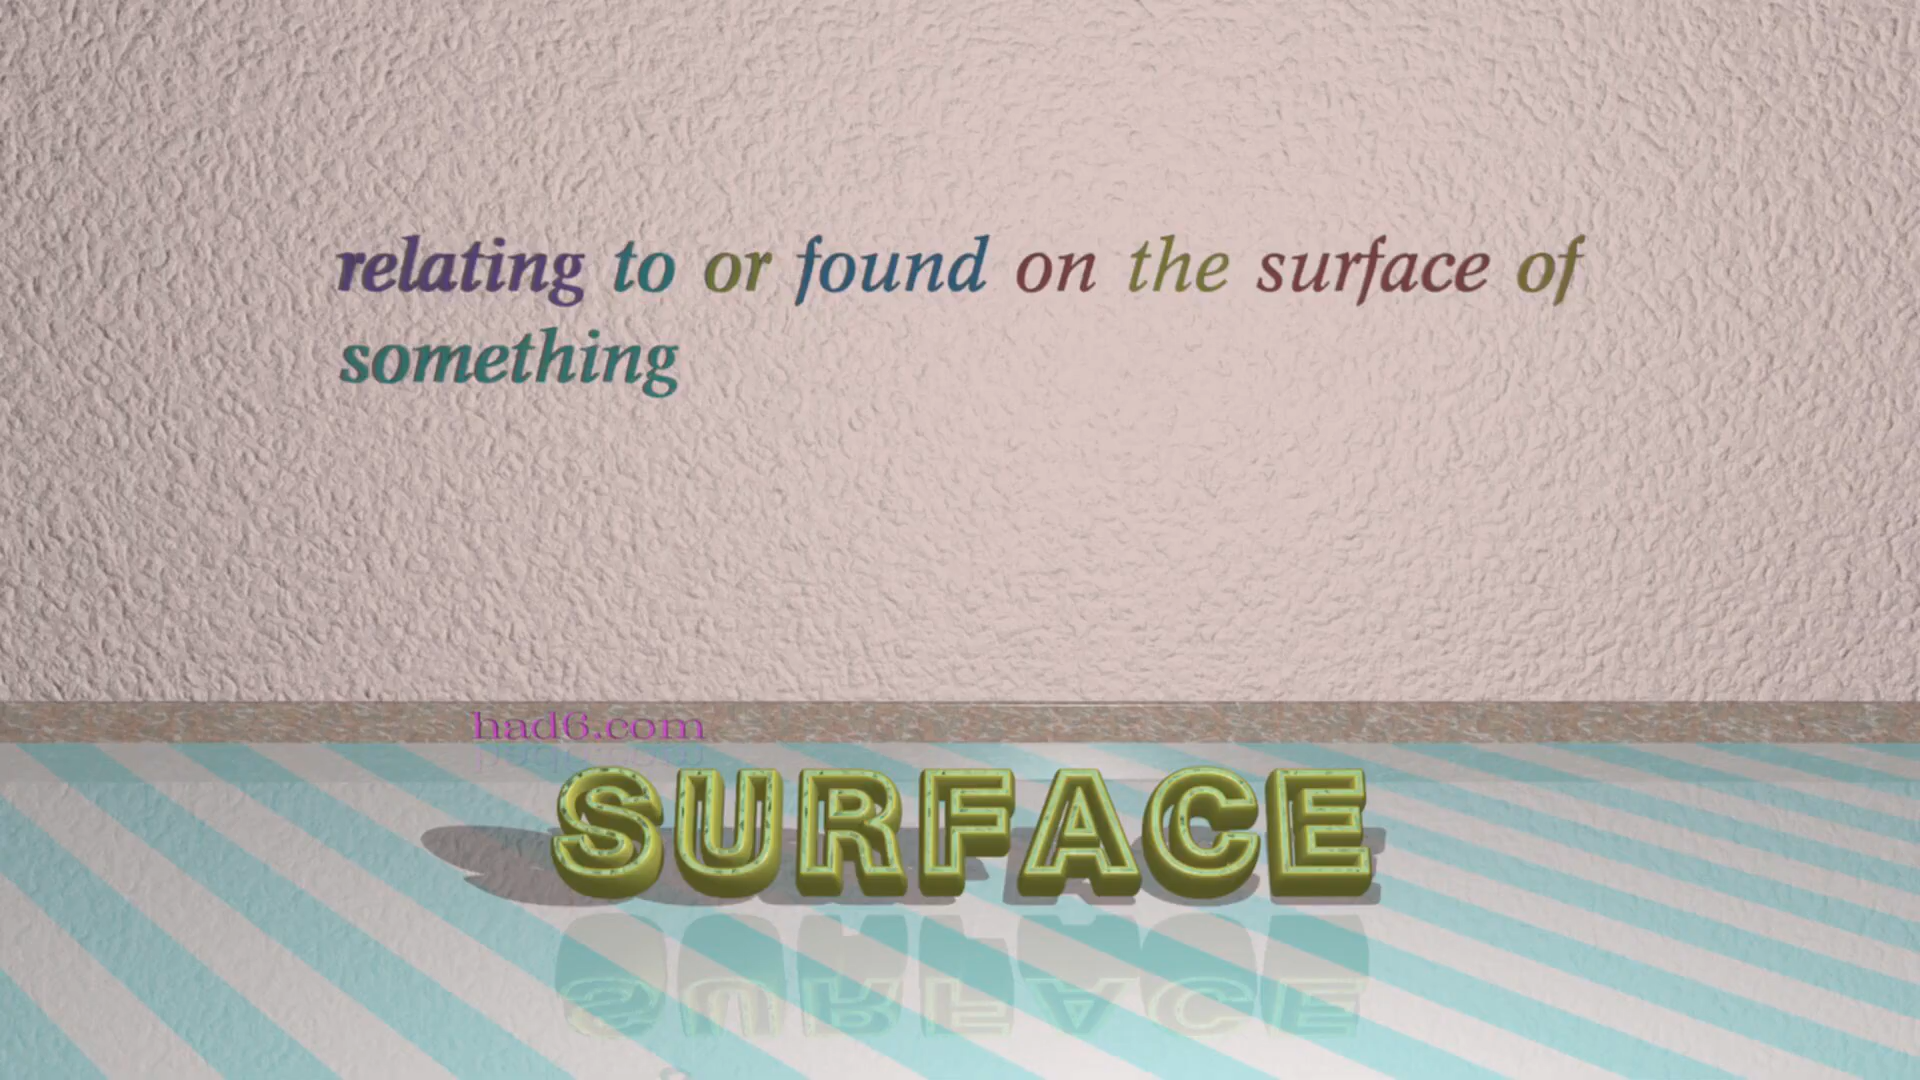 relating to or found on the surface of
something
had6.com
SURFACE